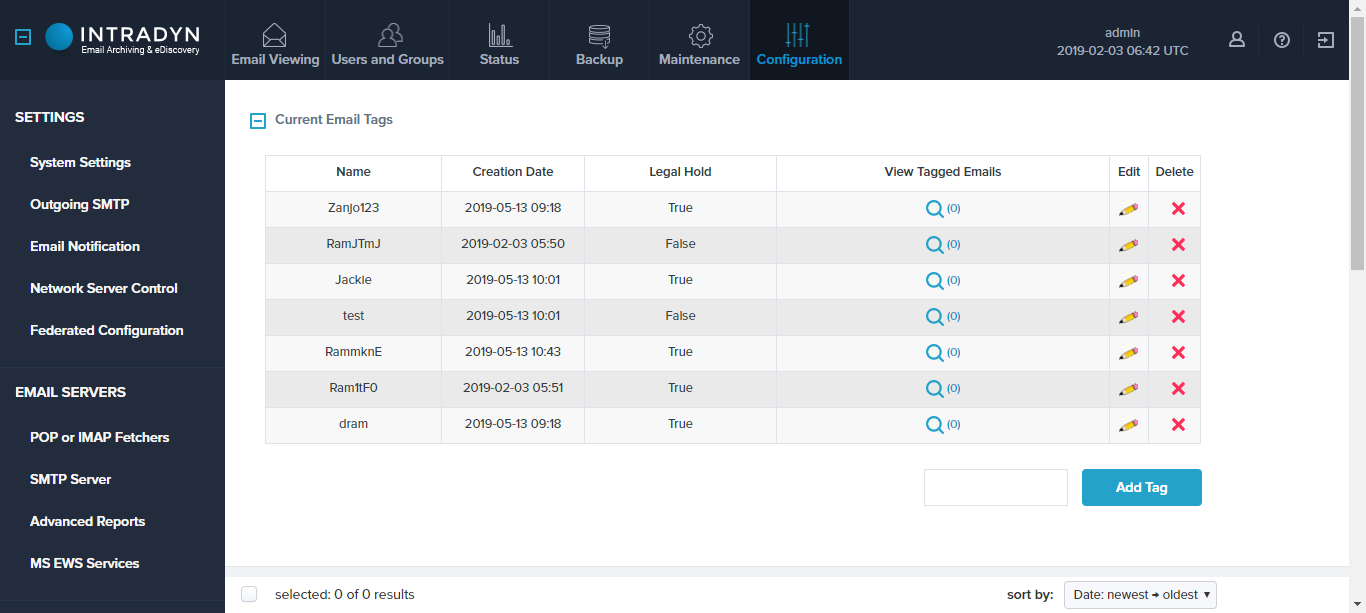 INTRADYN
Email Archiving & eDiscovery
Email Viewing
Users and Groups
Status
Backup
Maintenance
Configuration
admin
2019-02-03 06:42 UTC
SETTINGS
System Settings
Outgoing SMTP
Email Notification
Network Server Control
Federated Configuration
EMAIL SERVERS
POP or IMAP Fetchers
SMTP Server
Advanced Reports
MS EWS Services
Current Email Tags
Name Creation Date Legal Hold View Tagged Emails Edit Delete
Zanjo123 2019-05-13 09:18 True (0)
RamJTmJ 2019-02-03 05:50 False (0)
Jackie 2019-05-13 10:01 True (0)
test 2019-05-13 10:01 False (0)
RammknE 2019-05-13 10:43 True (0)
Ram1tF0 2019-02-03 05:51 True (0)
dram 2019-05-13 09:18 True (0)
Add Tag
selected: 0 of 0 results
sort by: Date: newest → oldest